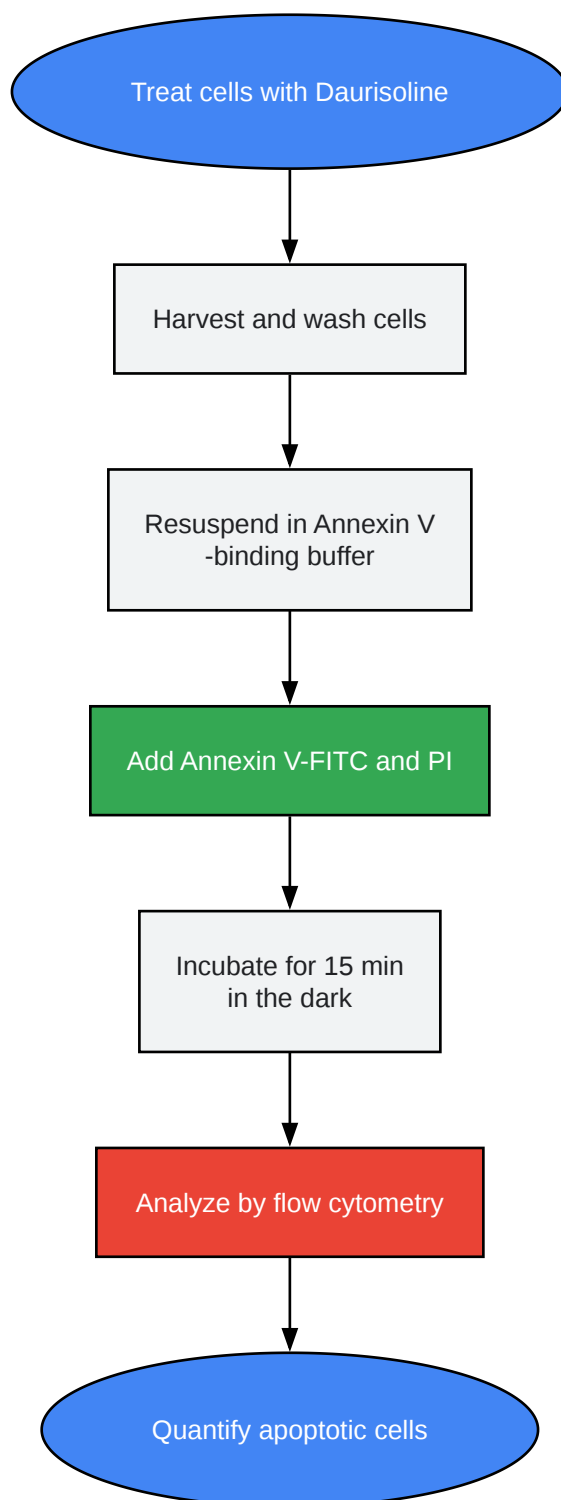 Treat cells with Daurisoline
Harvest and wash cells
Resuspend in Annexin V
-binding buffer
Add Annexin V-FITC and PI
Incubate for 15 min
in the dark
Analyze by flow cytometry
Quantify apoptotic cells